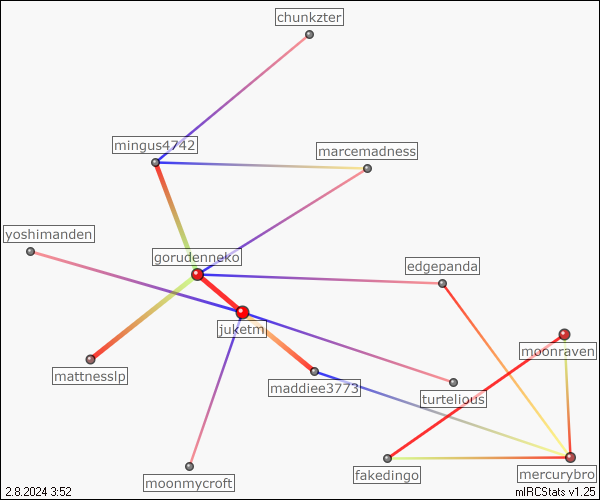 chunkzter
mingus4742
marcemadness
yoshimanden
gorudenneko
edgepanda
juketm
moonraven
mattnesslp
maddiee3773
turtelious
moonmycroft
fakedingo
mercurybro
2.8.2024 3:52
mIRCStats v1.25